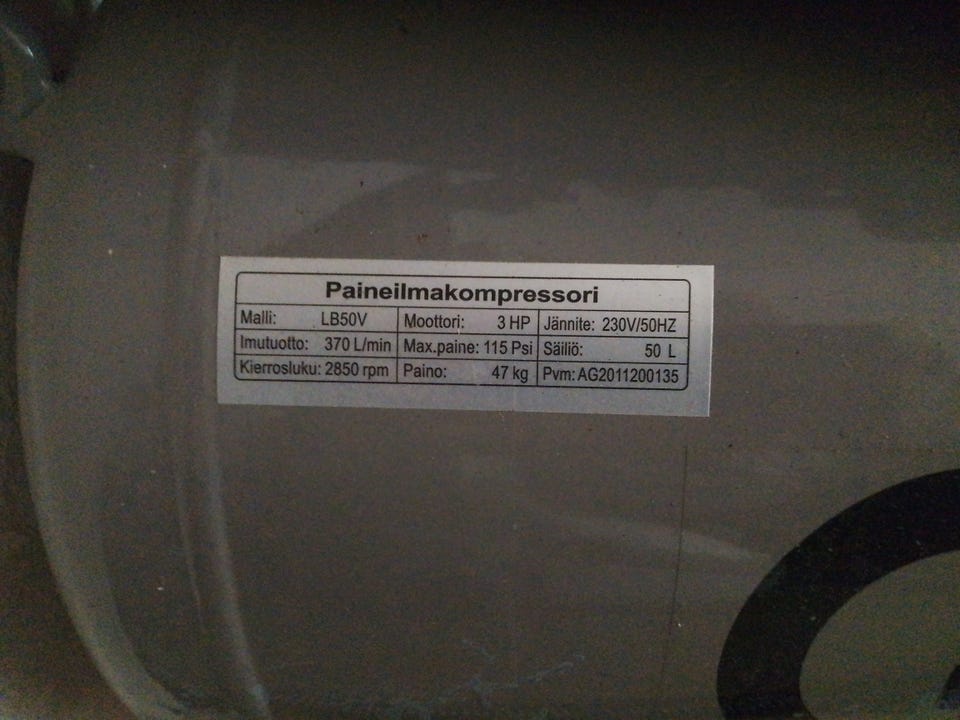 Paineilmakompressori
Malli: LB50V Moottori: 3 HP Jännite: 230V/50HZ
Imutuotto: 370 L/min Max.paine: 115 Psi Säiliö: 50 L
Kierrosluku: 2850 rpm Paino: 47 kg Pvm: AG2011200135